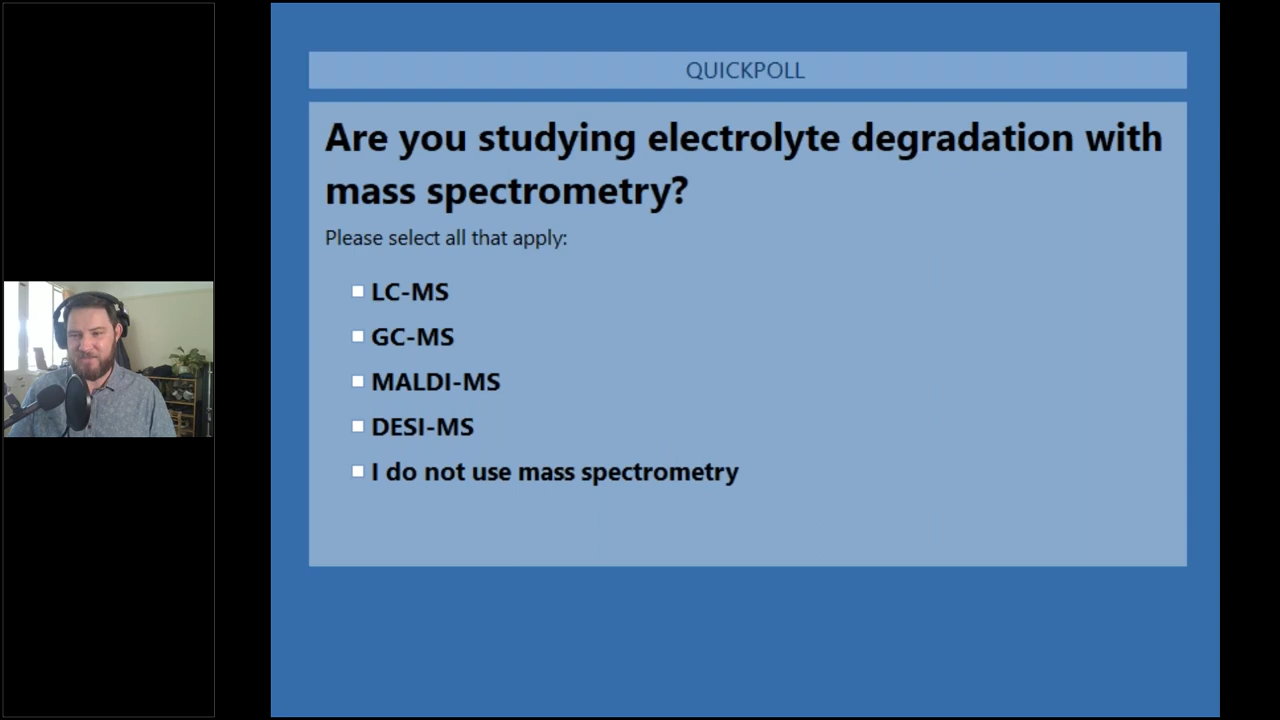 QUICKPOLL
Are you studying electrolyte degradation with
mass spectrometry?
Please select all that apply:
LC-MS
GC-MS
MALDI-MS
DESI-MS
I do not use mass spectrometry